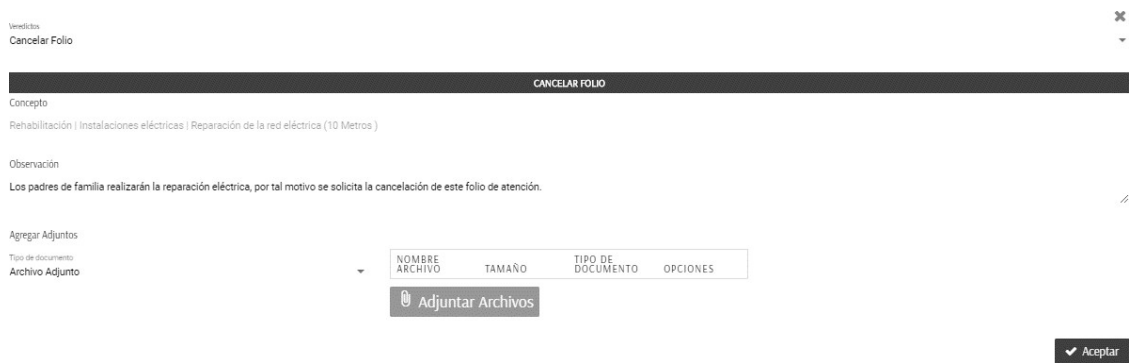 Veredictos
Cancelar Folio
CANCELAR FOLIO
Concepto
Rehabilitación | Instalaciones eléctricas | Reparación de la red eléctrica (10 Metros )
Observación
Los padres de familia realizarán la reparación eléctrica, por tal motivo se solicita la cancelación de este folio de atención.
Agregar Adjuntos
Tipo de documento
Archivo Adjunto
NOMBRE ARCHIVO TAMAÑO TIPO DE DOCUMENTO OPCIONES
Adjuntar Archivos
Aceptar